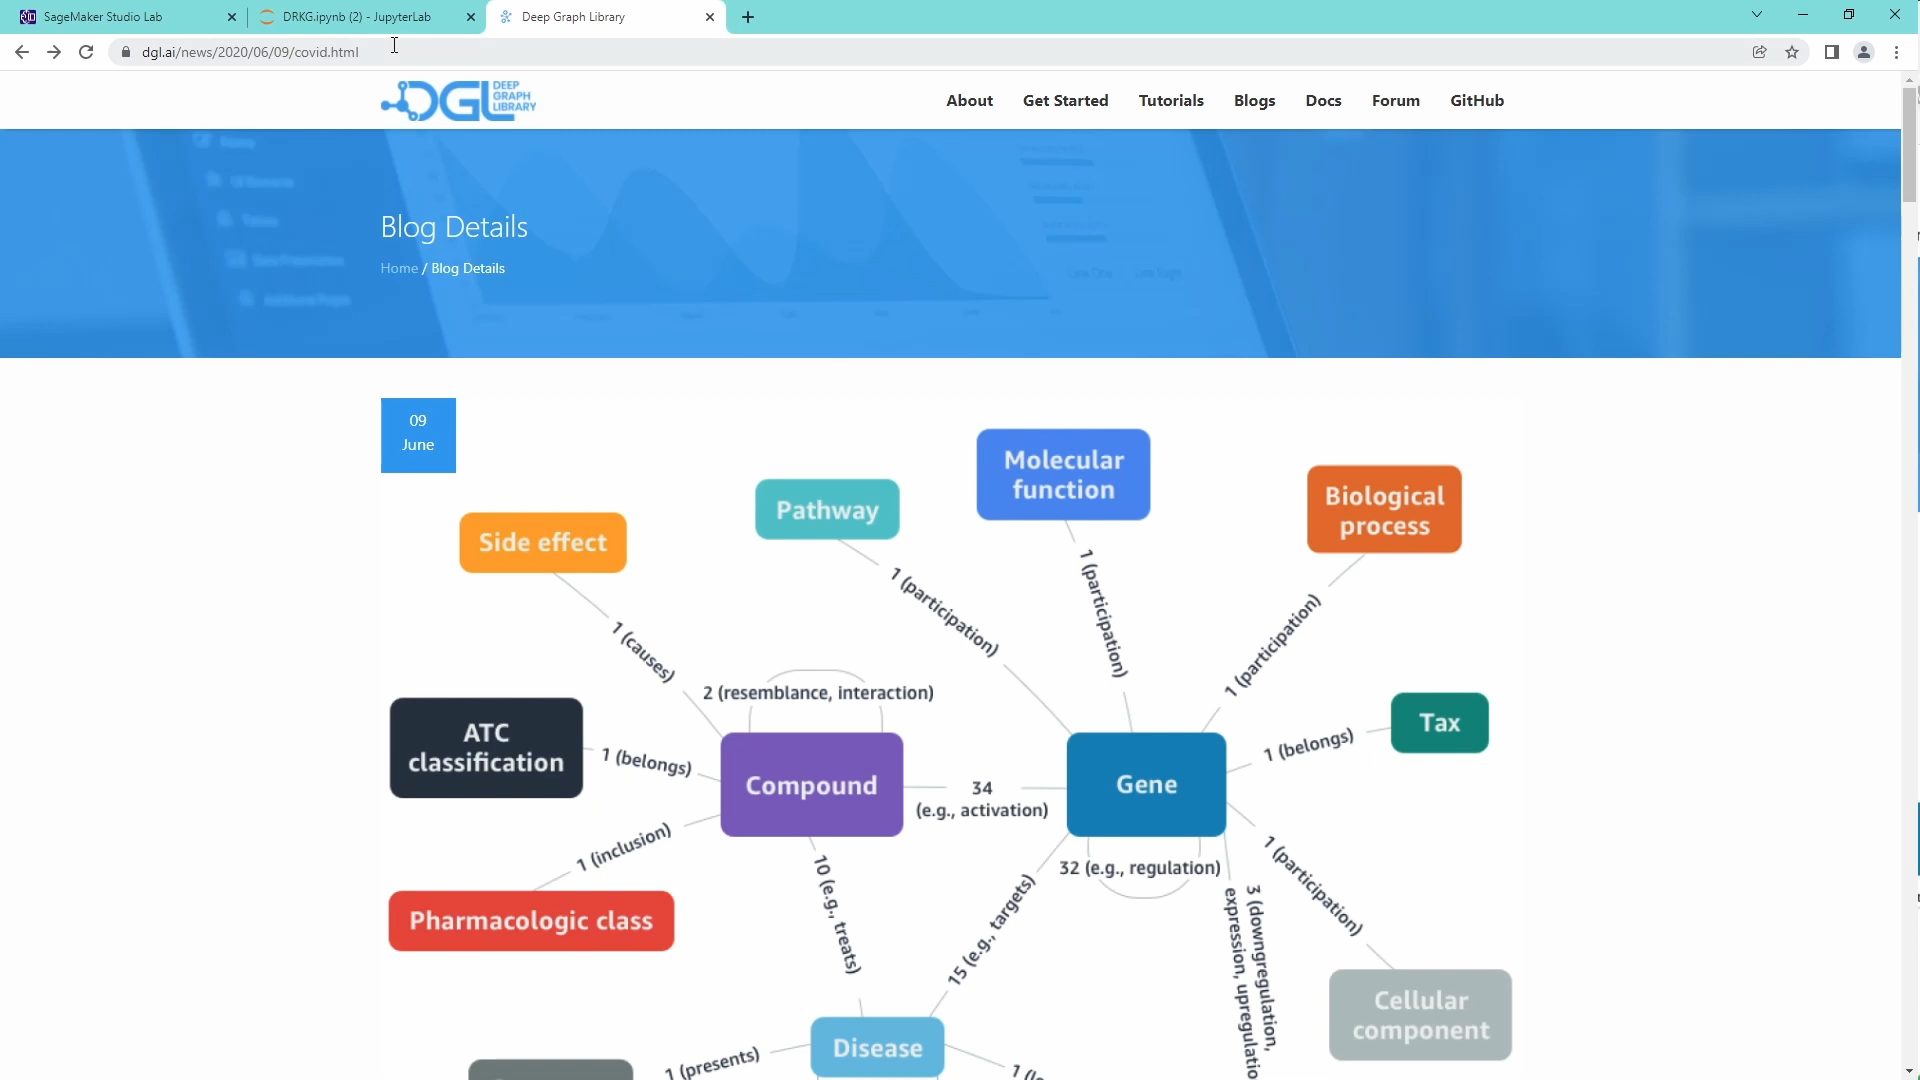 SageMaker Studio Lab
DRKG.ipynb (2) - JupyterLab
Deep Graph Library
dgl.ai/news/2020/06/09/covid.html
DGL DEEP
GRAPH
LIBRARY
About
Get Started
Tutorials
Blogs
Docs
Forum
GitHub
Blog Details
Home / Blog Details
09
June
Molecular
function
Biological
process
Pathway
Side effect
1 (participation)
1 (participation)
1 (participation)
1 (causes)
2 (resemblance, interaction)
ATC
classification
1 (belongs)
Compound
34
(e.g., activation)
Gene
1 (belongs)
Tax
1 (inclusion)
10 (e.g., treats)
15 (e.g., targets)
32 (e.g., regulation)
3 (downgregulation,
expression, upregulatio
1 (participation)
Pharmacologic class
Cellular
component
Disease
1 (presents)